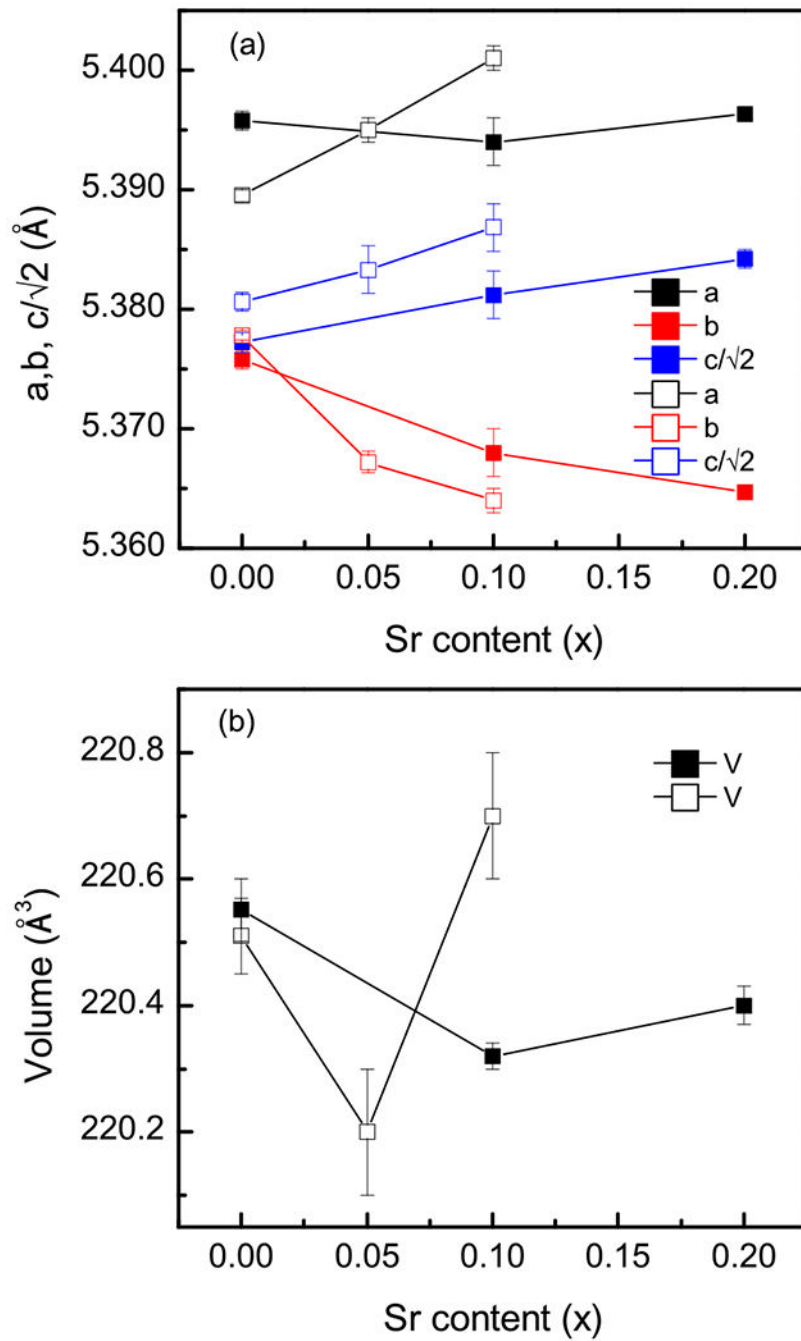 (a)
5.400
5.390
5.380
5.370
5.360
a,b, c/√2 (Å)
a
b
c/√2
a
b
c/√2
0.00 0.05 0.10 0.15 0.20
Sr content (x)
(b)
220.8
220.6
220.4
220.2
Volume (Å³)
V
V
0.00 0.05 0.10 0.15 0.20
Sr content (x)